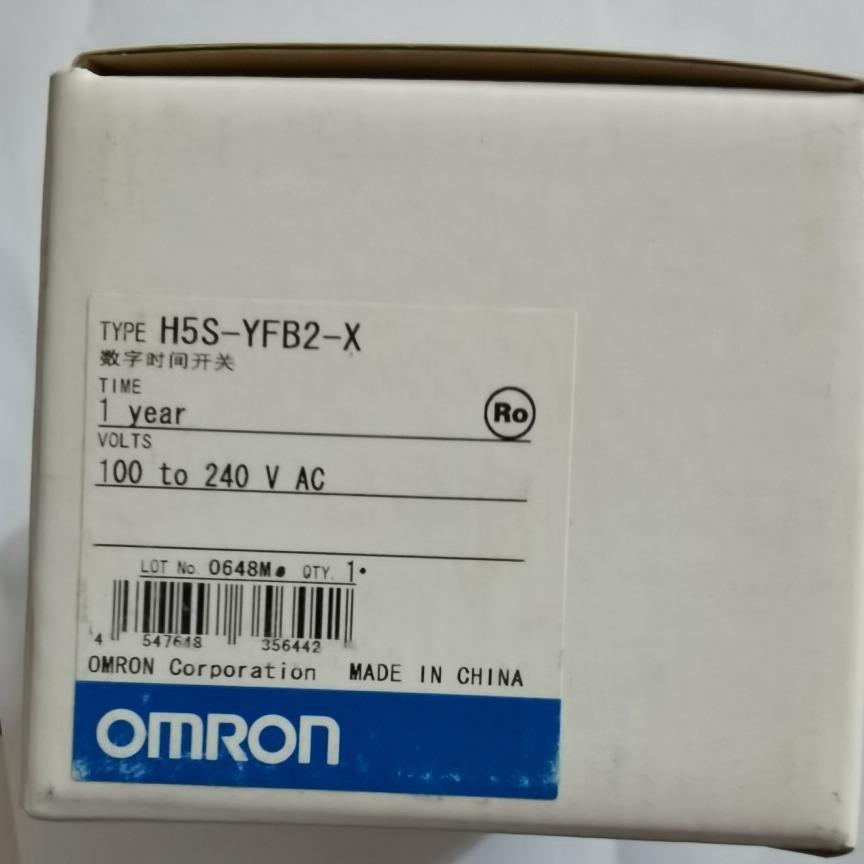 TYPE H5S-YFB2-X
数字时间开关
TIME
1 year
Ro
VOLTS
100 to 240 V AC
LOT No. 0648M QTY. 1
4 547648 356442
OMRON Corporation MADE IN CHINA
OMRON